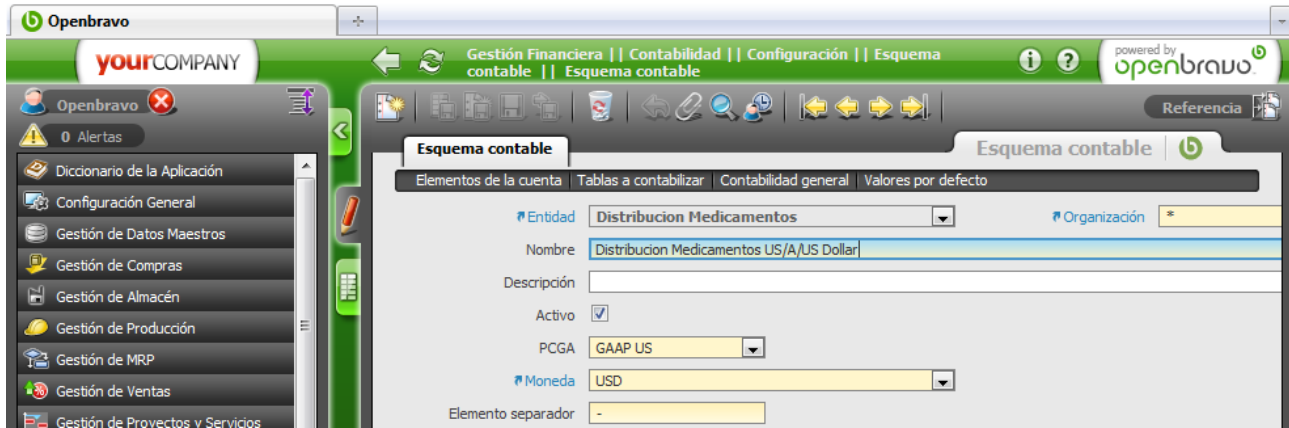 Openbravo
yourCOMPANY
Gestión Financiera || Contabilidad || Configuración || Esquema
contable || Esquema contable
powered by
openbravo
Openbravo
Referencia
0 Alertas
Esquema contable
Esquema contable
Diccionario de la Aplicación
Elementos de la cuenta | Tablas a contabilizar | Contabilidad general | Valores por defecto
Configuración General
Entidad Distribucion Medicamentos Organización *
Gestión de Datos Maestros
Nombre Distribucion Medicamentos US/A/US Dollar
Gestión de Compras
Descripción
Gestión de Almacén
Activo
Gestión de Producción
PCGA GAAP US
Gestión de MRP
Moneda USD
Gestión de Ventas
Elemento separador -
Gestión de Proyectos y Servicios